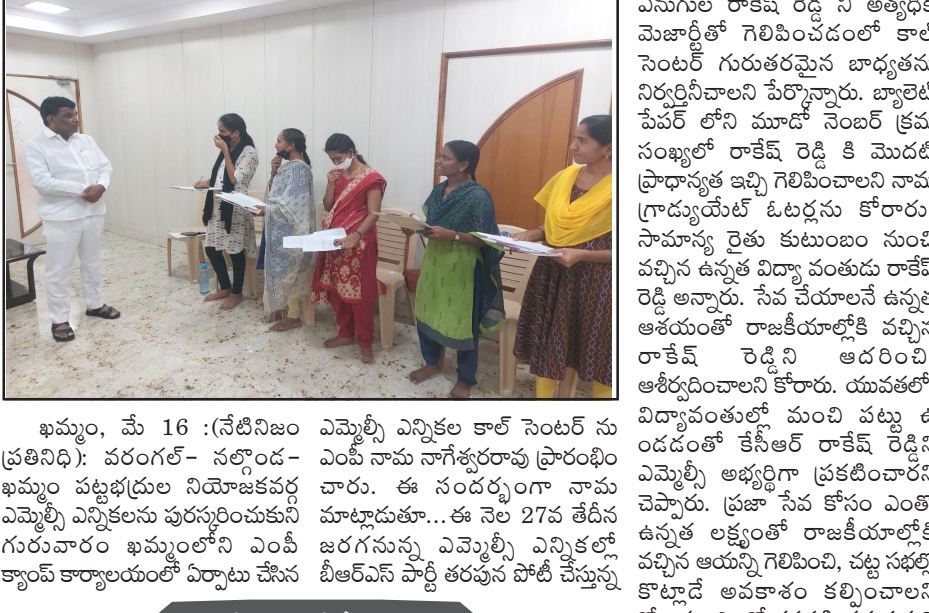 ఖమ్మం, మే 16 :(నేటినిజం
ప్రతినిధి): వరంగల్– నల్గొండ–
ఖమ్మం పట్టభద్రుల నియోజకవర్గ
ఎమ్మెల్సీ ఎన్నికలను పురస్కరించుకుని
గురువారం ఖమ్మంలోని ఎంపీ
క్యాంప్ కార్యాలయంలో ఏర్పాటు చేసిన
ఎమ్మెల్సీ ఎన్నికల కాల్ సెంటర్ ను
ఎంపీ నామ నాగేశ్వరరావు ప్రారంభిం
చారు. ఈ సందర్భంగా నామ
మాట్లాడుతూ...ఈ నెల 27వ తేదీన
జరగనున్న ఎమ్మెల్సీ ఎన్నికల్లో
బీఆర్ఎస్ పార్టీ తరపున పోటీ చేస్తున్న
ఏనుగుల రాకేష్ రెడ్డి ని అత్యధిక
మెజార్టీతో గెలిపించడంలో కాల్
సెంటర్ గురుతరమైన బాధ్యతను
నిర్వర్తినీచాలని పేర్కొన్నారు. బ్యాలెట్
పేపర్ లోని మూడో నెంబర్ క్రమ
సంఖ్యలో రాకేష్ రెడ్డి కి మొదటి
ప్రాధాన్యత ఇచ్చి గెలిపించాలని నామ
గ్రాడ్యుయేట్ ఓటర్లను కోరారు.
సామాన్య రైతు కుటుంబం నుంచి
వచ్చిన ఉన్నత విద్యా వంతుడు రాకేష్
రెడ్డి అన్నారు. సేవ చేయాలనే ఉన్నత
ఆశయంతో రాజకీయాల్లోకి వచ్చిన
రాకేష్ రెడ్డిని ఆదరించి,
ఆశీర్వదించాలని కోరారు. యువతలో,
విద్యావంతుల్లో మంచి పట్టు ఉ
ండడంతో కేసీఆర్ రాకేష్ రెడ్డిని
ఎమ్మెల్సీ అభ్యర్థిగా ప్రకటించారని
చెప్పారు. ప్రజా సేవ కోసం ఎంతో
ఉన్నత లక్ష్యంతో రాజకీయాల్లోకి
వచ్చిన ఆయన్ని గెలిపించి, చట్ట సభల్లో
కొట్లాడే అవకాశం కల్పించాలని